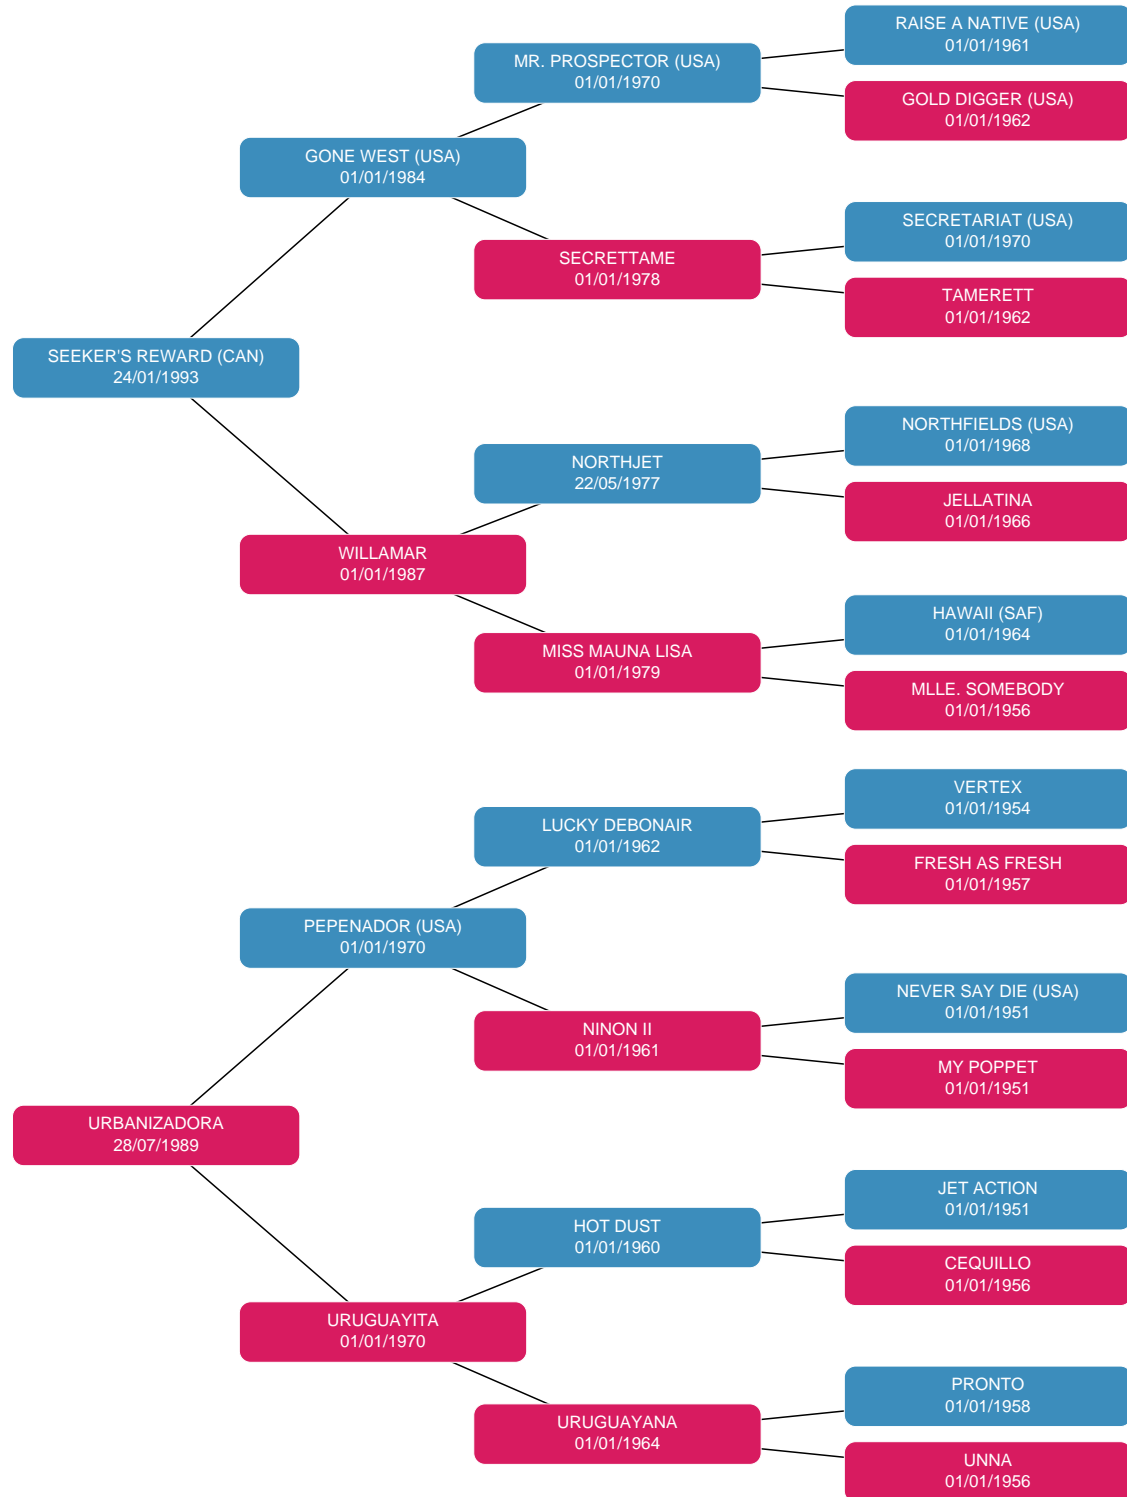 RAISE A NATIVE (USA)
01/01/1961
MR. PROSPECTOR (USA)
01/01/1970
GOLD DIGGER (USA)
01/01/1962
GONE WEST (USA)
01/01/1984
SECRETARIAT (USA)
01/01/1970
SECRETTAME
01/01/1978
TAMERETT
01/01/1962
SEEKER'S REWARD (CAN)
24/01/1993
NORTHFIELDS (USA)
01/01/1968
NORTHJET
22/05/1977
JELLATINA
01/01/1966
WILLAMAR
01/01/1987
HAWAII (SAF)
01/01/1964
MISS MAUNA LISA
01/01/1979
MLLE. SOMEBODY
01/01/1956
VERTEX
01/01/1954
LUCKY DEBONAIR
01/01/1962
FRESH AS FRESH
01/01/1957
PEPENADOR (USA)
01/01/1970
NEVER SAY DIE (USA)
01/01/1951
NINON II
01/01/1961
MY POPPET
01/01/1951
URBANIZADORA
28/07/1989
JET ACTION
01/01/1951
HOT DUST
01/01/1960
CEQUILLO
01/01/1956
URUGUAYITA
01/01/1970
PRONTO
01/01/1958
URUGUAYANA
01/01/1964
UNNA
01/01/1956